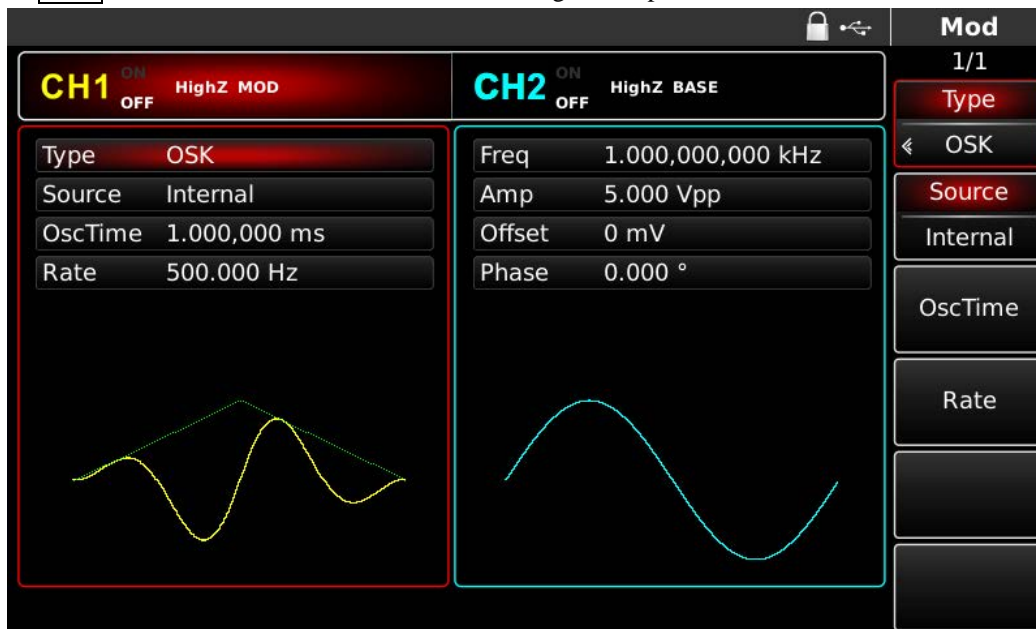 Mod
1/1
CH1 ON OFF HighZ MOD
CH2 ON OFF HighZ BASE
Type
OSK
Source
Internal
OscTime
Rate
Type OSK
Source Internal
OscTime 1.000,000 ms
Rate 500.000 Hz
Freq 1.000,000,000 kHz
Amp 5.000 Vpp
Offset 0 mV
Phase 0.000 °